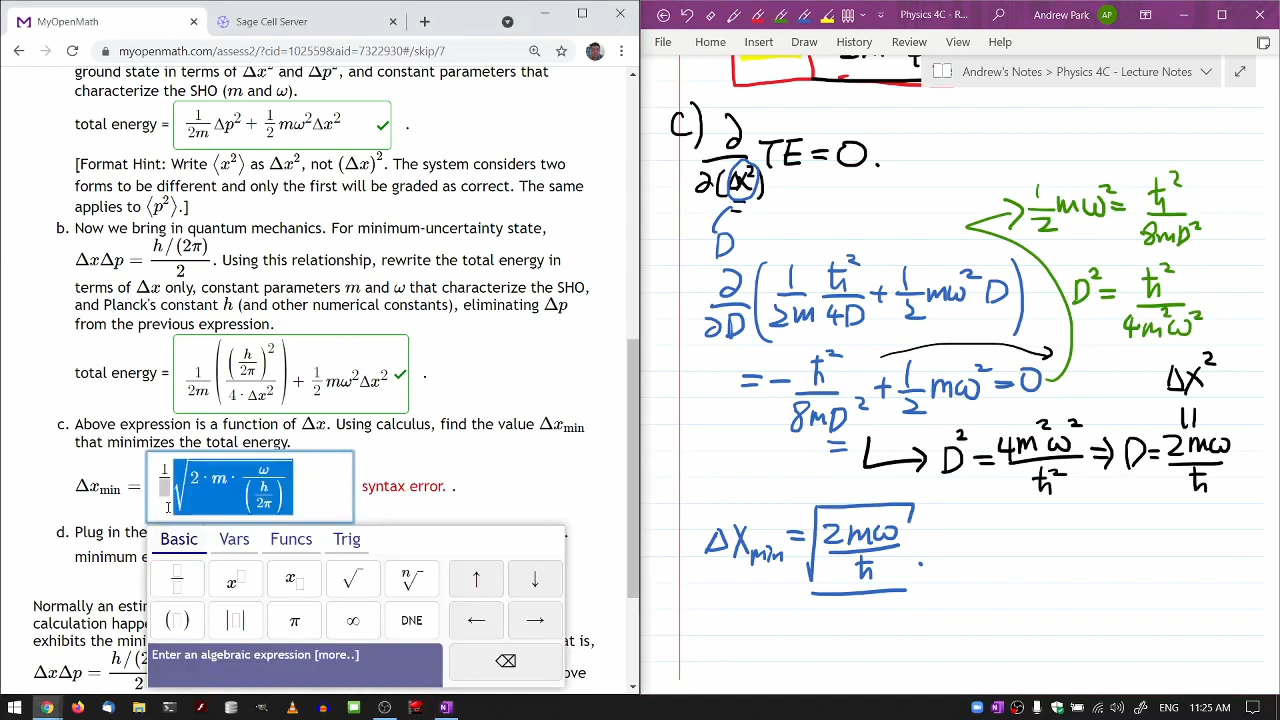 MyOpenMath
Sage Cell Server
myopenmath.com/assess2/?cid=102559&aid=7322930#/skip/7
ground state in terms of Δx² and Δp², and constant parameters that
characterize the SHO (m and ω).
total energy = 1/2m Δp² + 1/2 mω²Δx² .
[Format Hint: Write ⟨x²⟩ as Δx², not (Δx)². The system considers two
forms to be different and only the first will be graded as correct. The same
applies to ⟨p²⟩.]
b. Now we bring in quantum mechanics. For minimum-uncertainty state,
ΔxΔp = h/(2π)/2. Using this relationship, rewrite the total energy in
terms of Δx only, constant parameters m and ω that characterize the SHO,
and Planck's constant h (and other numerical constants), eliminating Δp
from the previous expression.
total energy = 1/2m ((h/2π)²/4·Δx²) + 1/2 mω²Δx² .
c. Above expression is a function of Δx. Using calculus, find the value Δxmin
that minimizes the total energy.
Δxmin = 1/ √2·m·ω/(h/2π) syntax error. .
d. Plug in the
minimum e
Basic Vars Funcs Trig
DNE
Enter an algebraic expression [more..]
Normally an estim
calculation happe
exhibits the mini
at is,
ΔxΔp = h/(2
2
ove
Physics 4C - R...
Andrew Park AP
File Home Insert Draw History Review View Help
Andrew's Notes > Physics 4C - Lecture Notes
C) ∂/∂(Δx²) TE = 0.
D
∂/∂D (1/2m ħ²/4D + 1/2 mω² D)
= - ħ²/8mD² + 1/2 mω² = 0
1/2 mω² = ħ²/8mD²
D² = ħ²/4m²ω²
Δx²
=
D² = 4m²ω²/ħ² ⇒ D = 2mω/ħ
ΔXmin = √2mω/ħ .
ENG 11:25 AM